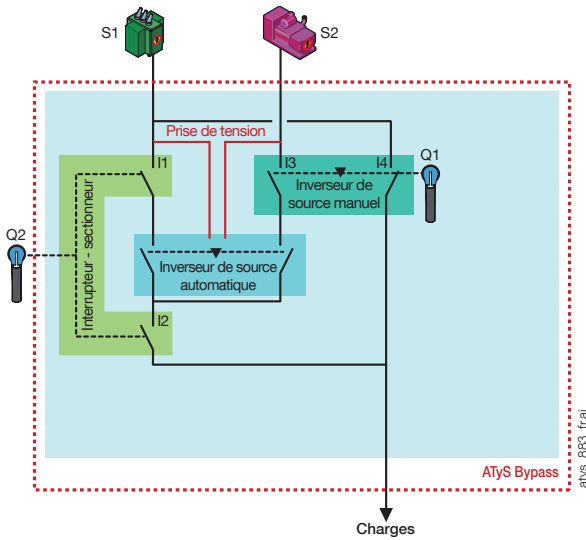 S1
S2
Prise de tension
I1
I3
I4
Q1
Inverseur de
source manuel
Q2
Interrupteur - sectionneur
Inverseur de source
automatique
I2
ATyS Bypass
atys_883_frai
Charges